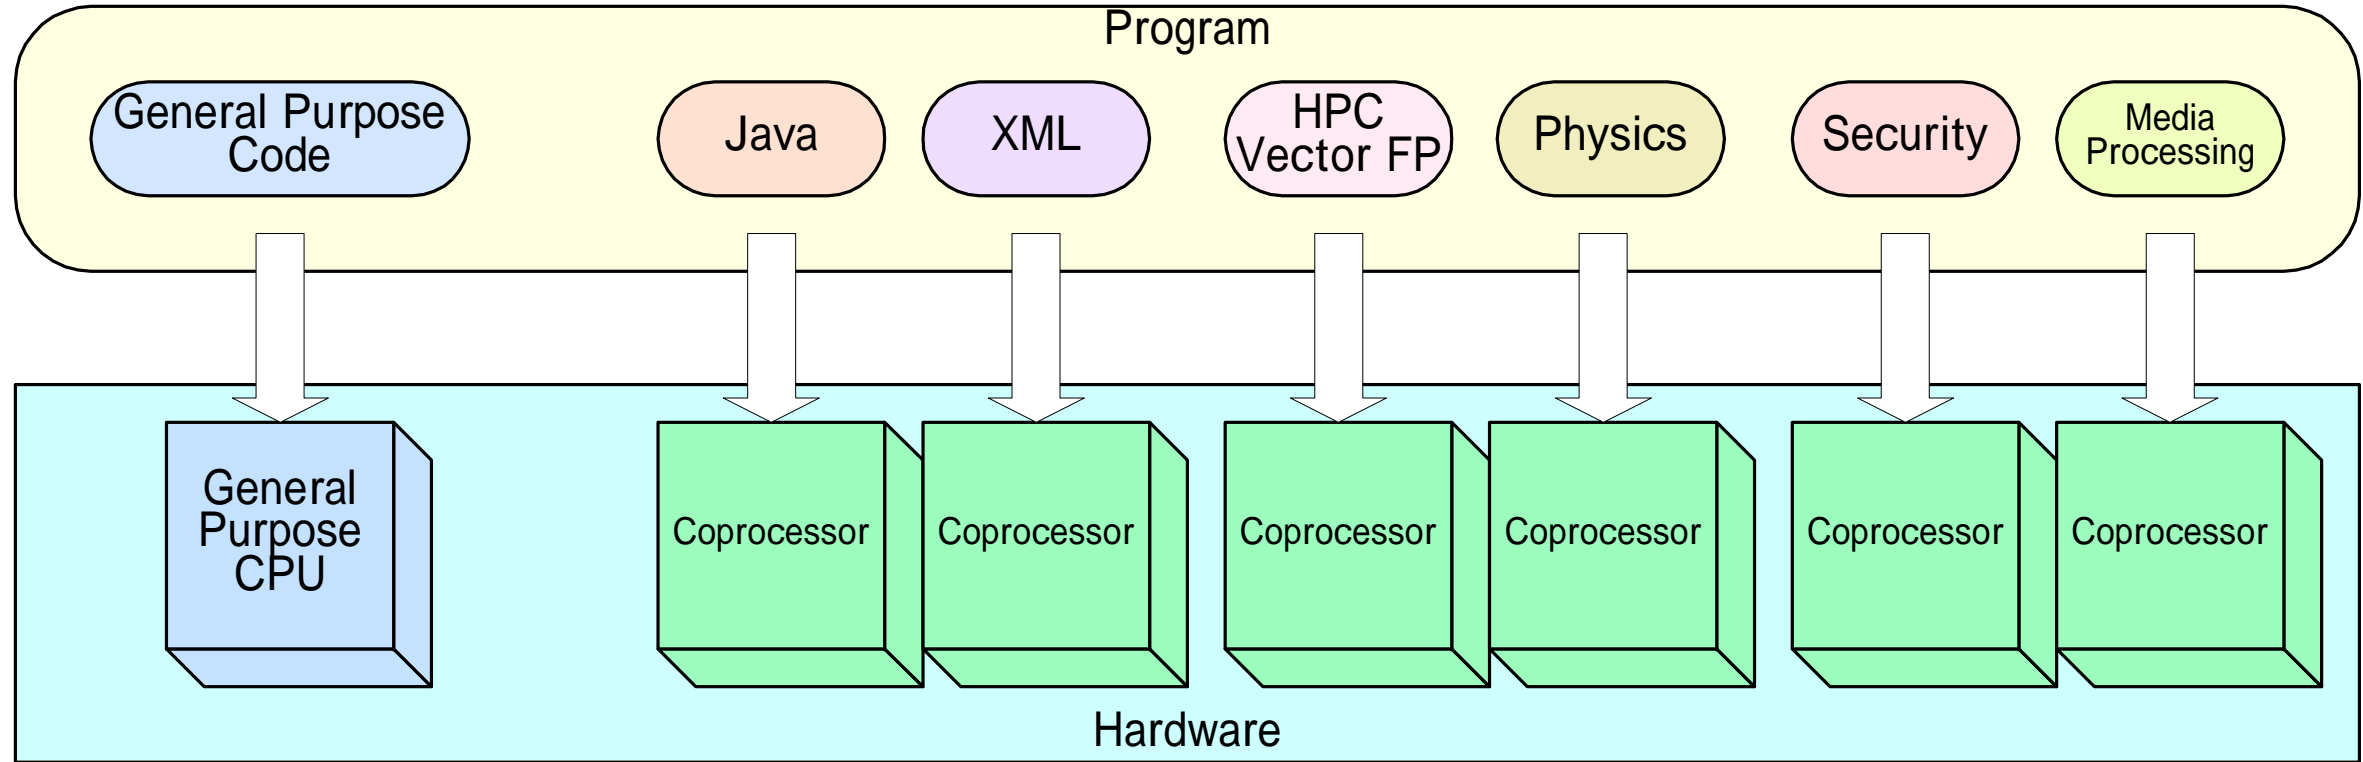 Program
General Purpose
Code
Java
XML
HPC
Vector FP
Physics
Security
Media
Processing
General
Purpose
CPU
Coprocessor
Coprocessor
Coprocessor
Coprocessor
Coprocessor
Coprocessor
Hardware